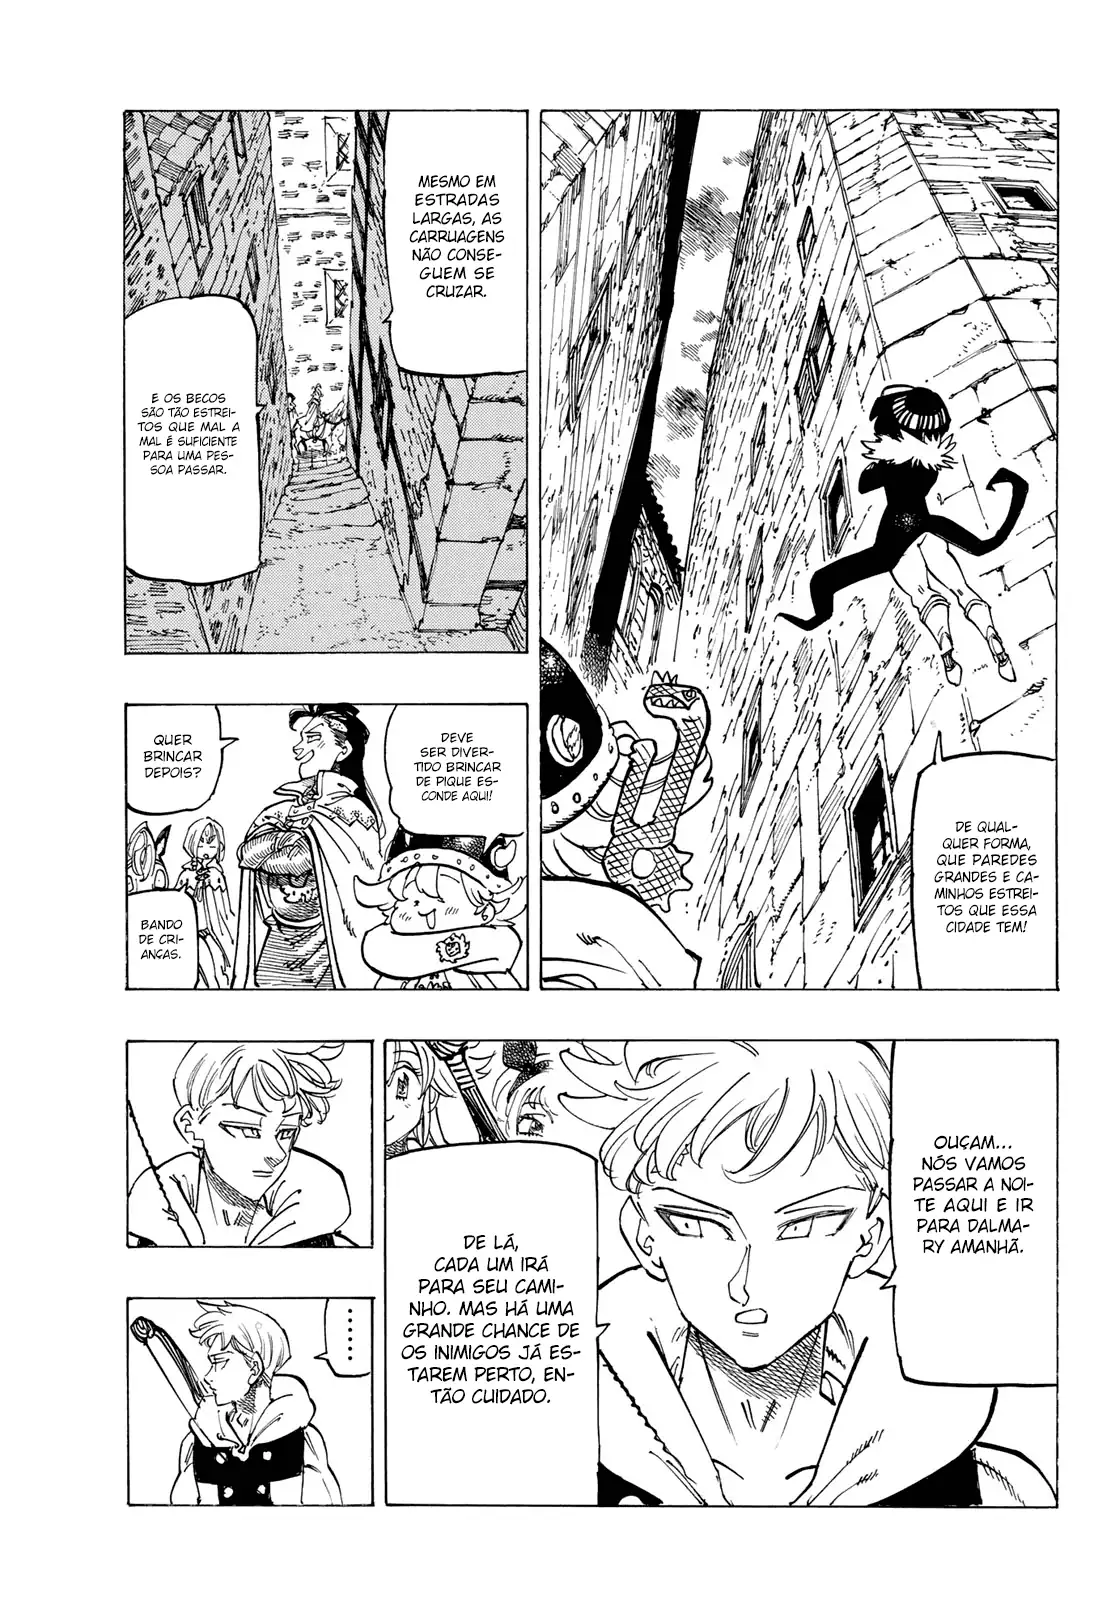 DE QUAL-
QUER FORMA,
QUE PAREDES
GRANDES E CA-
MINHOS ESTREI-
TOS QUE ESSA
CIDADE TEM!
MESMO EM
ESTRADAS
LARGAS, AS
CARRUAGENS
NÃO CONSE-
GUEM SE
CRUZAR.
E OS BECOS
SÃO TÃO ESTREI-
TOS QUE MAL A
MAL É SUFICIENTE
PARA UMA PES-
SOA PASSAR.
DEVE
SER DIVER-
TIDO BRINCAR
DE PIQUE ES-
CONDE AQUI!
QUER
BRINCAR
DEPOIS?
BANDO
DE CRI-
ANÇAS.
OUÇAM...
NÓS VAMOS
PASSAR A NOI-
TE AQUI E IR
PARA DALMA-
RY AMANHÃ.
DE LÁ,
CADA UM IRÁ
PARA SEU CAMI-
NHO. MAS HÁ UMA
GRANDE CHANCE DE
OS INIMIGOS JÁ ES-
TAREM PERTO, EN-
TÃO CUIDADO.
......